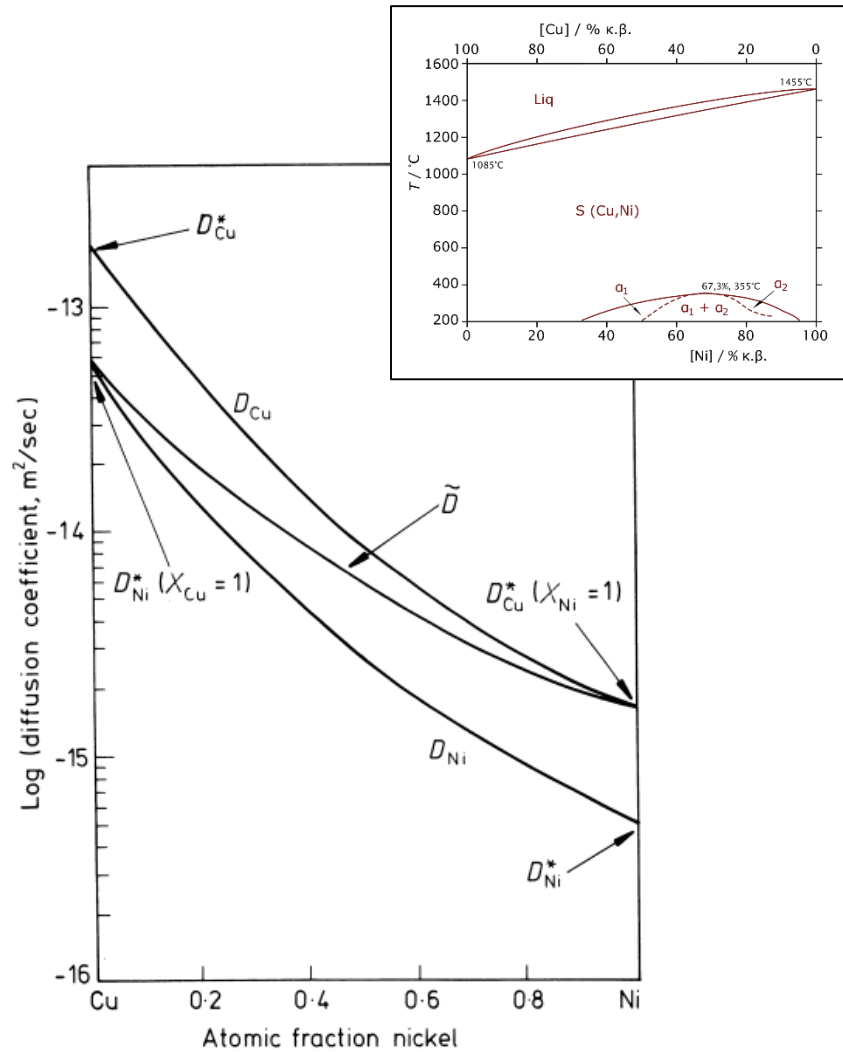 [Cu] / % κ.β.
100 80 60 40 20 0
1600
1400
1200
1000
800
600
400
200
T / °C
1455°C
Liq
1085°C
S (Cu,Ni)
67,3%, 355°C
α₁
α₂
α₁ + α₂
0 20 40 60 80 100
[Ni] / % κ.β.
Log (diffusion coefficient, m²/sec)
-13
-14
-15
-16
D*Cu
DCu
D̃
D*Ni (XCu = 1)
D*Cu (XNi = 1)
DNi
D*Ni
Cu 0·2 0·4 0·6 0·8 Ni
Atomic fraction nickel